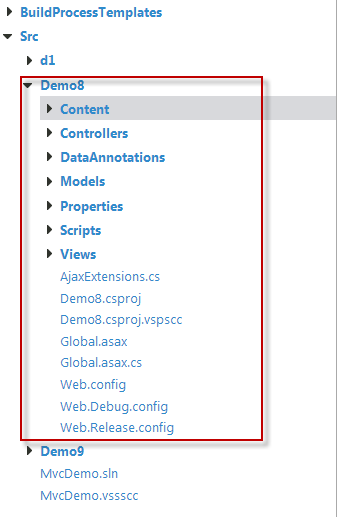 BuildProcessTemplates
Src
d1
Demo8
Content
Controllers
DataAnnotations
Models
Properties
Scripts
Views
AjaxExtensions.cs
Demo8.csproj
Demo8.csproj.vspscc
Global.asax
Global.asax.cs
Web.config
Web.Debug.config
Web.Release.config
Demo9
MvcDemo.sln
MvcDemo.vssscc